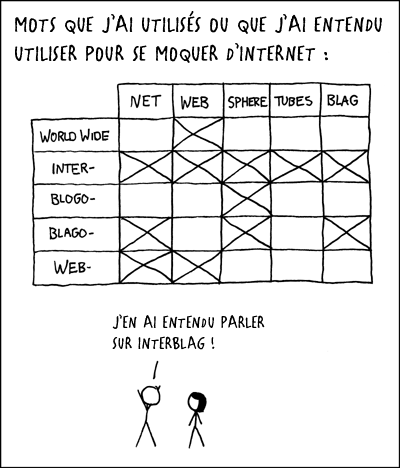 MOTS QUE J'AI UTILISÉS OU QUE J'AI ENTENDU
UTILISER POUR SE MOQUER D'INTERNET :
NET WEB SPHERE TUBES BLAG
WORLD WIDE
INTER-
BLOGO-
BLAGO-
WEB-
J'EN AI ENTENDU PARLER
SUR INTERBLAG !